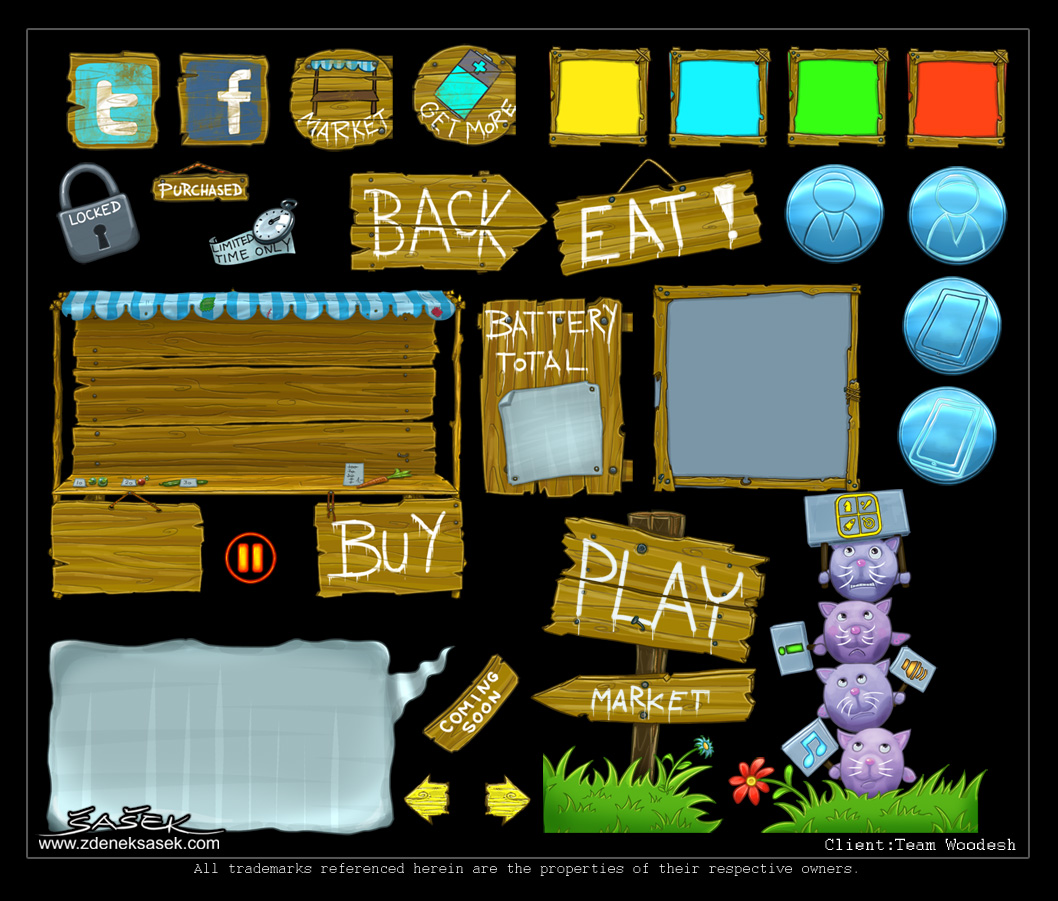 t
f
MARKET
GET MORE
LOCKED
PURCHASED
LIMITED
TIME ONLY
BACK
EAT!
BATTERY
TOTAL
BUY
PLAY
MARKET
COMING
SOON
ŠAŠEK
www.zdeneksasek.com
Client:Team Woodesh
All trademarks referenced herein are the properties of their respective owners.